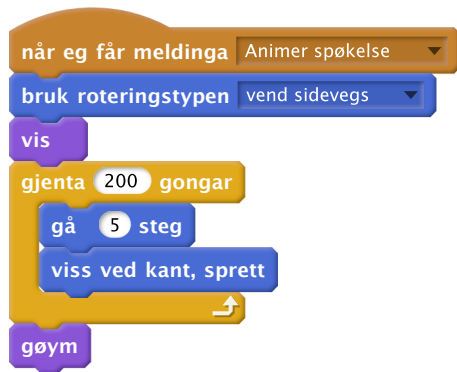 når eg får meldinga Animer spøkelse
bruk roteringstypen vend sidevegs
vis
gjenta 200 gongar
gå 5 steg
viss ved kant, sprett
gøym